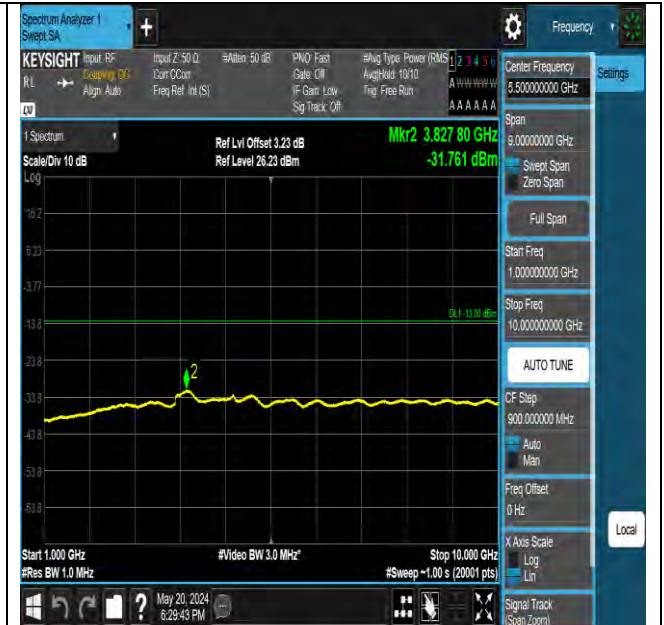 Spectrum Analyzer 1
Swept SA
+
Frequency
KEYSIGHT
RL
Input: RF
Coupling: DC
Align: Auto
Input Z: 50 Ω
Corr CCorr
Freq Ref: Int (S)
#Atten: 50 dB
PNO: Fast
Gate: Off
IF Gain: Low
Sig Track: Off
#Avg Type: Power (RMS
Avg|Hold: 10/10
Trig: Free Run
1 2 3 4 5 6
A W W W W W
A A A A A A
LV
1 Spectrum
Scale/Div 10 dB
Ref Lvl Offset 3.23 dB
Ref Level 26.23 dBm
Mkr2 3.827 80 GHz
-31.761 dBm
Log
16.2
6.23
-3.77
DL1 -13.00 dBm
-13.8
-23.8
2
-33.8
-43.8
-53.8
-63.8
Start 1.000 GHz
#Res BW 1.0 MHz
#Video BW 3.0 MHz*
Stop 10.000 GHz
#Sweep ~1.00 s (20001 pts)
May 20, 2024
6:29:43 PM
Center Frequency
5.500000000 GHz
Settings
Span
9.00000000 GHz
Swept Span
Zero Span
Full Span
Start Freq
1.000000000 GHz
Stop Freq
10.000000000 GHz
AUTO TUNE
CF Step
900.000000 MHz
Auto
Man
Freq Offset
0 Hz
X Axis Scale
Log
Lin
Local
Signal Track
(Span Zoom)